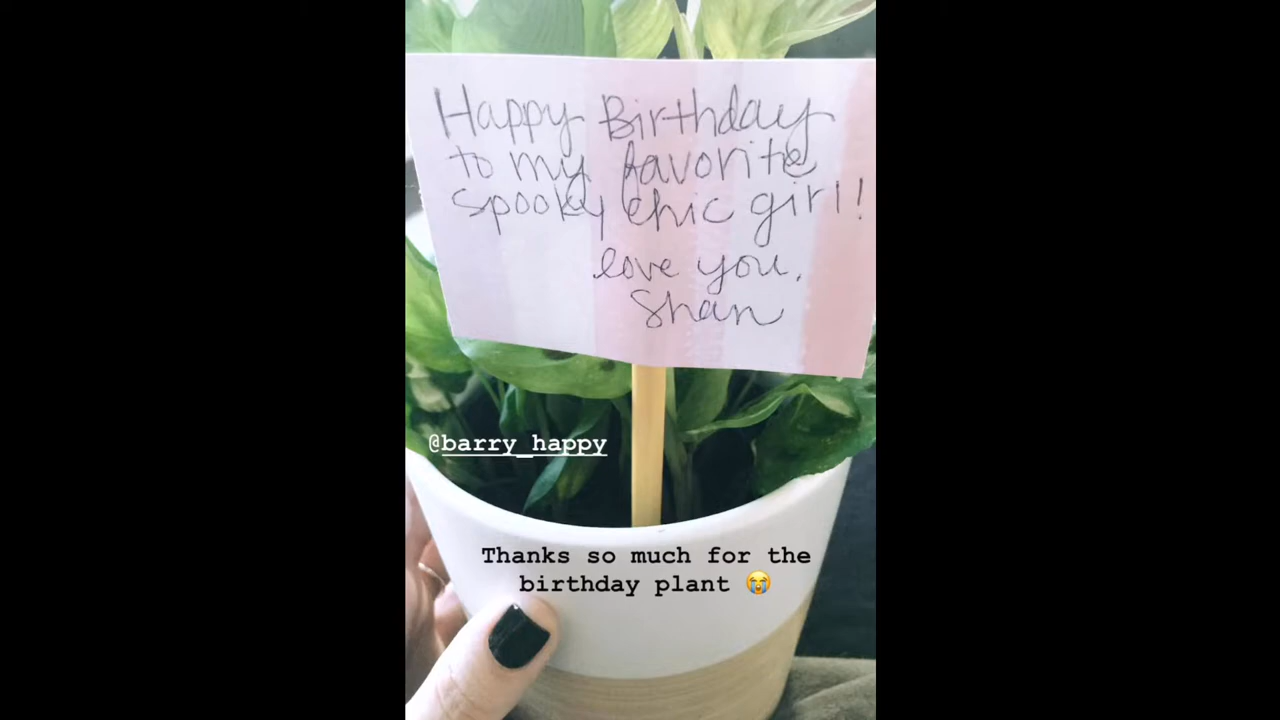 Happy Birthday
to my favorite
spooky chic girl!
love you,
Shan
@barry_happy
Thanks so much for the
birthday plant 😭